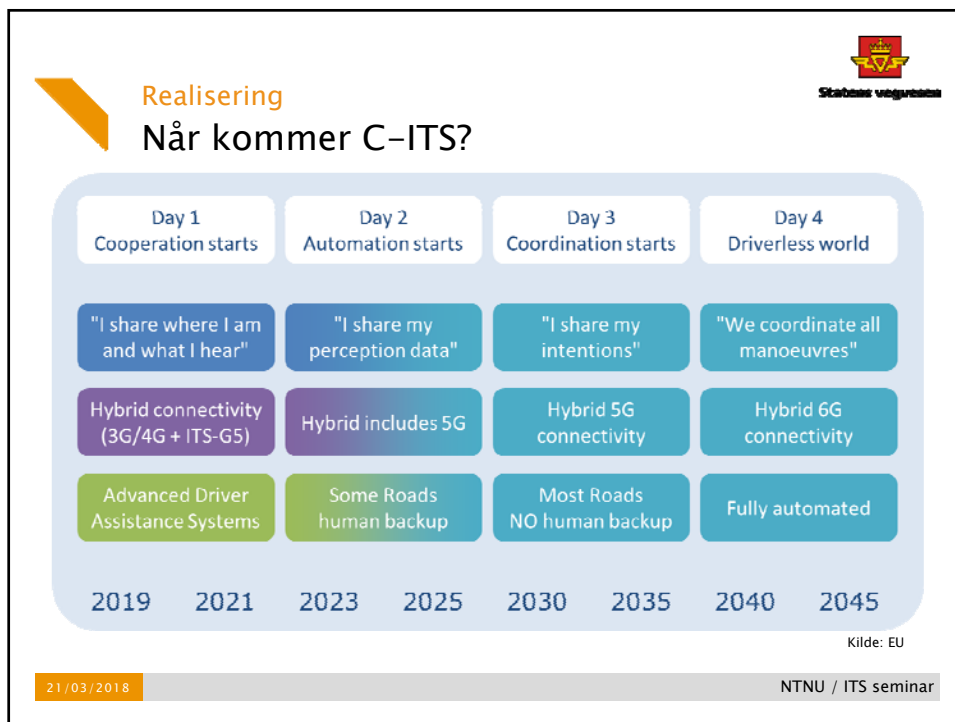 Statens vegvesen
Realisering
Når kommer C-ITS?
Day 1
Cooperation starts
Day 2
Automation starts
Day 3
Coordination starts
Day 4
Driverless world
"I share where I am
and what I hear"
"I share my
perception data"
"I share my
intentions"
"We coordinate all
manoeuvres"
Hybrid connectivity
(3G/4G + ITS-G5)
Hybrid includes 5G
Hybrid 5G
connectivity
Hybrid 6G
connectivity
Advanced Driver
Assistance Systems
Some Roads
human backup
Most Roads
NO human backup
Fully automated
2019 2021 2023 2025 2030 2035 2040 2045
Kilde: EU
21/03/2018
NTNU / ITS seminar